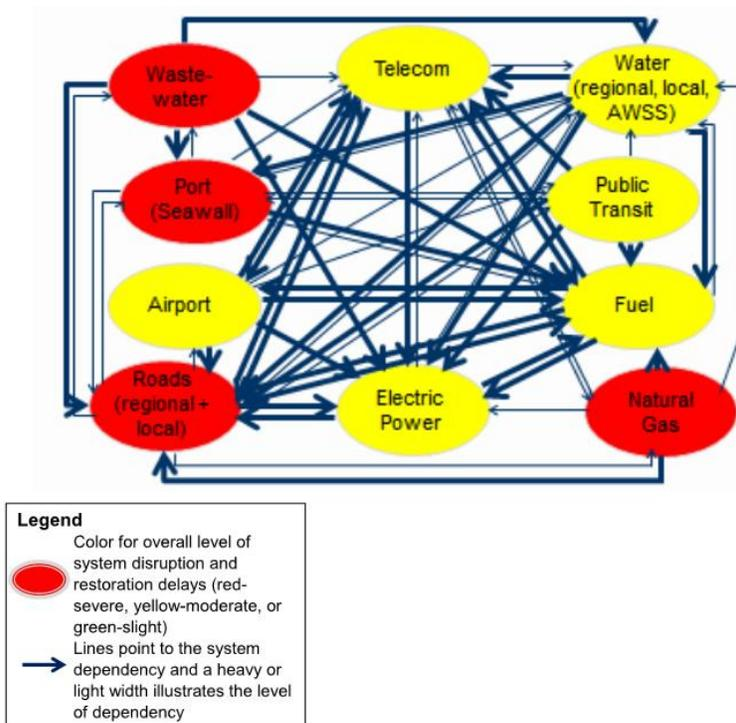 Waste-
water
Telecom
Water
(regional, local,
AWSS)
Port
(Seawall)
Public
Transit
Airport
Fuel
Roads
(regional +
local)
Electric
Power
Natural
Gas
Legend
Color for overall level of
system disruption and
restoration delays (red-
severe, yellow-moderate, or
green-slight)
Lines point to the system
dependency and a heavy or
light width illustrates the level
of dependency